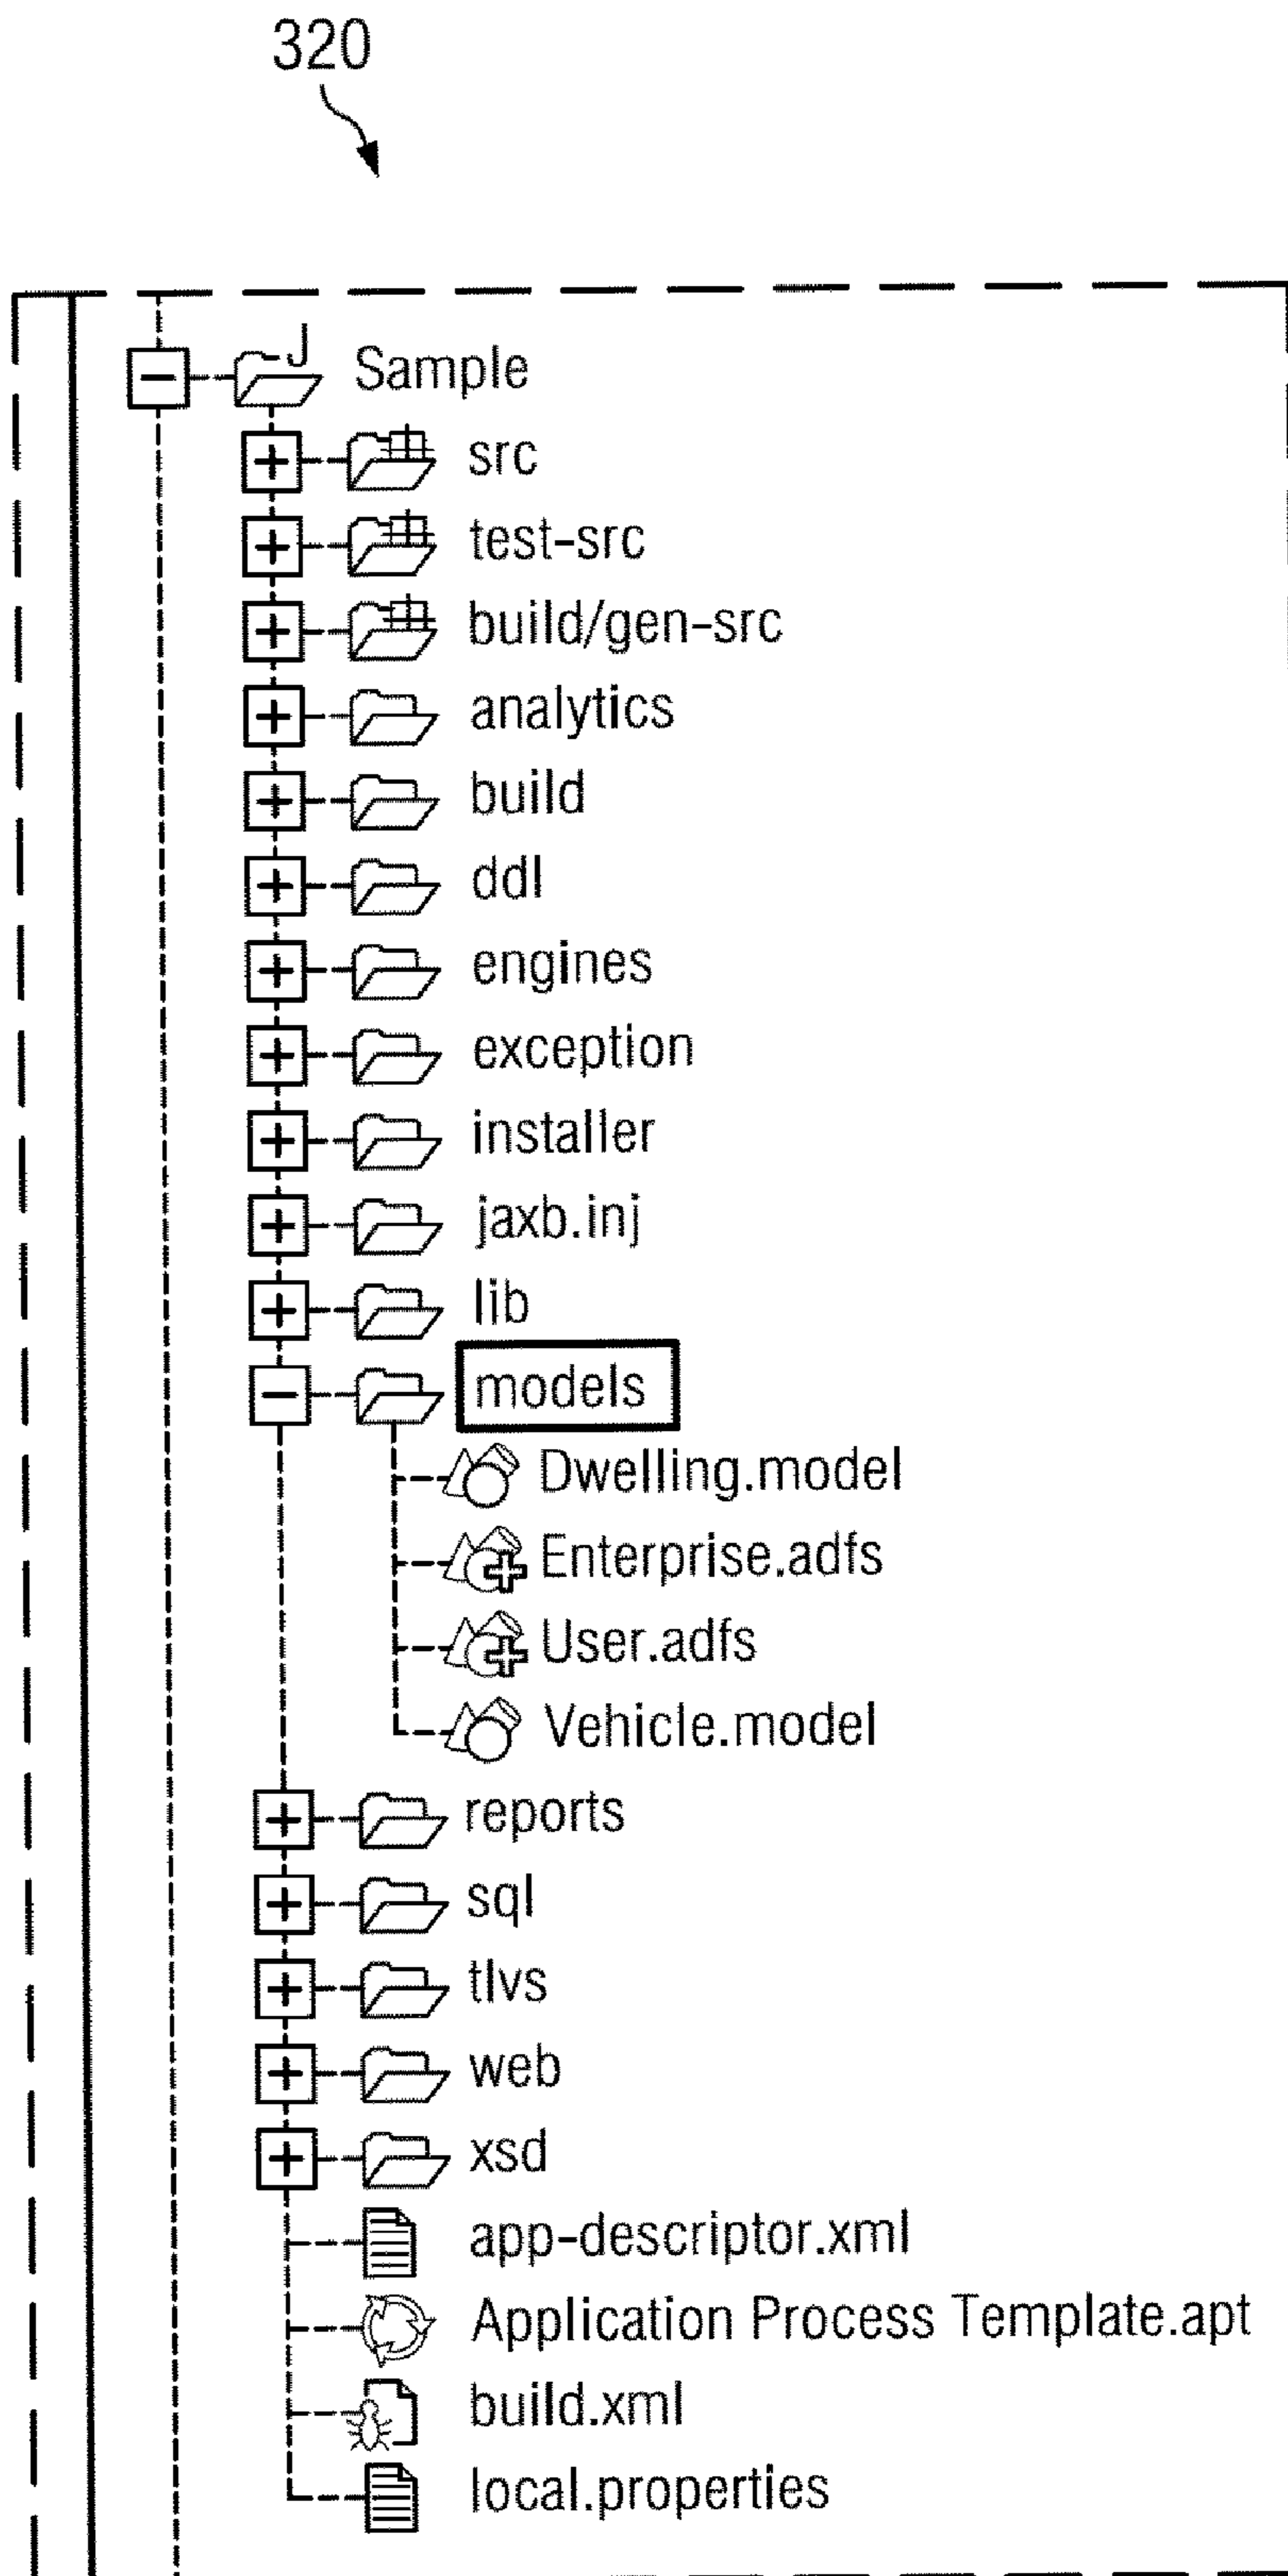 320
Sample
src
test-src
build/gen-src
analytics
build
ddl
engines
exception
installer
jaxb.inj
lib
models
Dwelling.model
Enterprise.adfs
User.adfs
Vehicle.model
reports
sql
tlvs
web
xsd
app-descriptor.xml
Application Process Template.apt
build.xml
local.properties